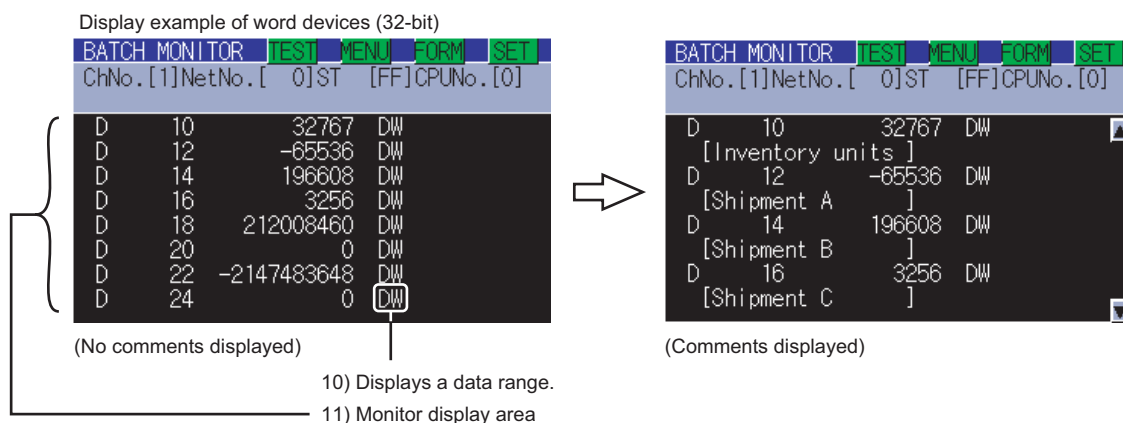 Display example of word devices (32-bit)
BATCH MONITOR TEST MENU FORM SET
ChNo.[1]NetNo.[ 0]ST [FF]CPUNo.[0]
D 10 32767 DW
D 12 -65536 DW
D 14 196608 DW
D 16 3256 DW
D 18 212008460 DW
D 20 0 DW
D 22 -2147483648 DW
D 24 0 DW
(No comments displayed)
10) Displays a data range.
11) Monitor display area
BATCH MONITOR TEST MENU FORM SET
ChNo.[1]NetNo.[ 0]ST [FF]CPUNo.[0]
D 10 32767 DW
[Inventory units ]
D 12 -65536 DW
[Shipment A ]
D 14 196608 DW
[Shipment B ]
D 16 3256 DW
[Shipment C ]
(Comments displayed)